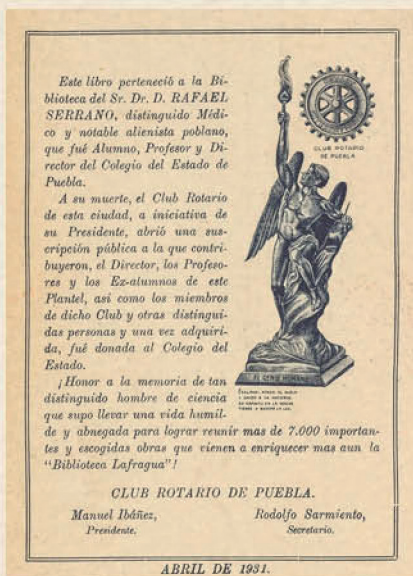 Este libro perteneció a la Bi-
blioteca del Sr. Dr. D. RAFAEL
SERRANO, distinguido Médi-
co y notable alienista poblano,
que fué Alumno, Profesor y Di-
rector del Colegio del Estado de
Puebla.
A su muerte, el Club Rotario
de esta ciudad, a iniciativa de
su Presidente, abrió una sus-
cripción pública a la que contri-
buyeron, el Director, los Profeso-
res y los Ex-alumnos de este
Plantel, asi como los miembros
de dicho Club y otras distingui-
das personas y una vez adquiri-
da, fué donada al Colegio del
Estado.
¡Honor a la memoria de tan
distinguido hombre de ciencia
que supo llevar una vida humil-
de y abnegada para lograr reunir mas de 7.000 importan-
tes y escogidas obras que vienen a enriquecer mas aun la
"Biblioteca Lafragua"!
CLUB ROTARIO
DE PUEBLA
EL GENIO HUMANO
CLUB ROTARIO DE PUEBLA.
Manuel Ibáñez,
Presidente.
Rodolfo Sarmiento,
Secretario.
ABRIL DE 1931.